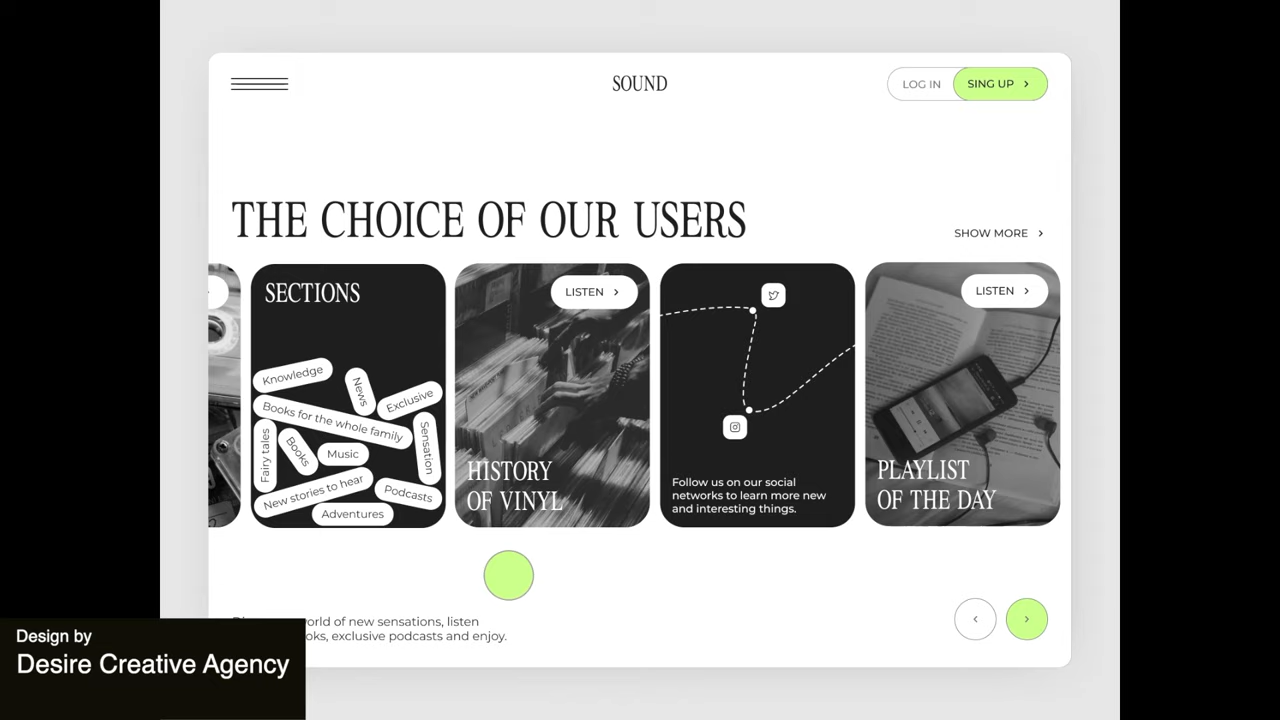 SOUND
LOG IN
SING UP
THE CHOICE OF OUR USERS
SHOW MORE
SECTIONS
Knowledge
News
Exclusive
Books for the whole family
Fairy tales
Books
Music
Sensation
New stories to hear
Podcasts
Adventures
LISTEN
HISTORY
OF VINYL
Follow us on our social
networks to learn more new
and interesting things.
LISTEN
PLAYLIST
OF THE DAY
of new sensations, listen
exclusive podcasts and enjoy.
Design by
Desire Creative Agency